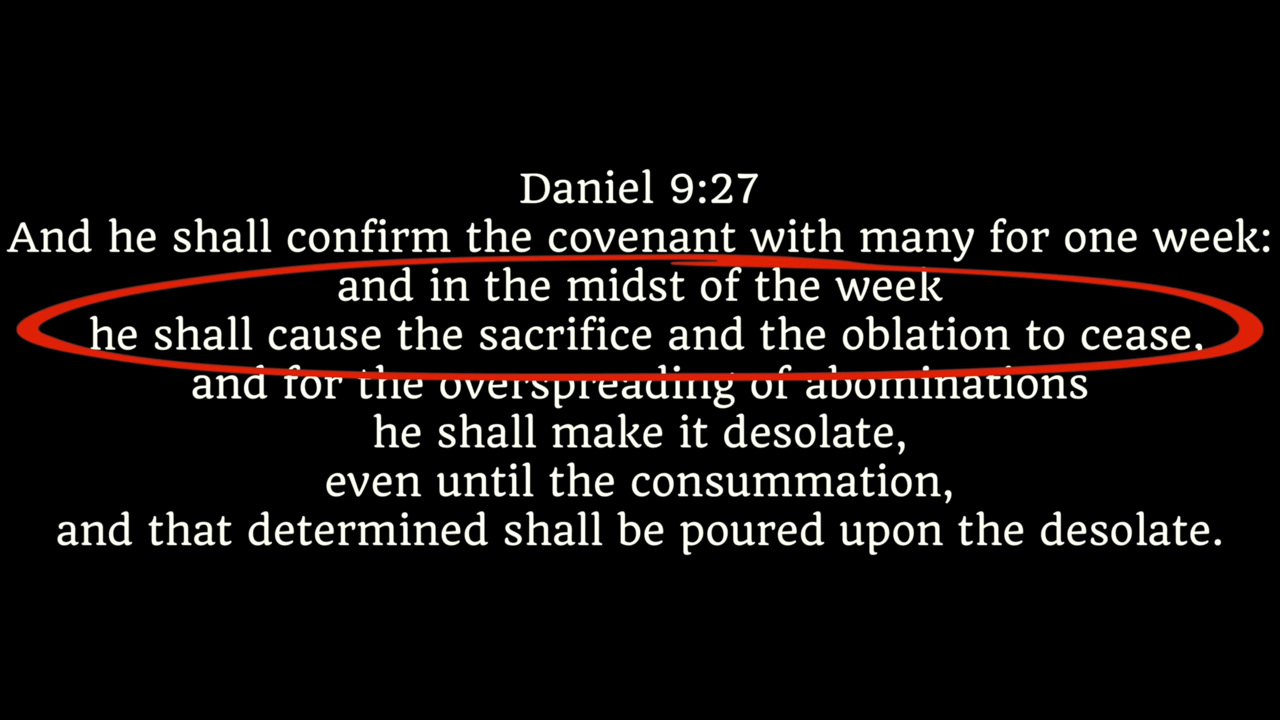 Daniel 9:27
And he shall confirm the covenant with many for one week:
and in the midst of the week
he shall cause the sacrifice and the oblation to cease,
and for the overspreading of abominations
he shall make it desolate,
even until the consummation,
and that determined shall be poured upon the desolate.